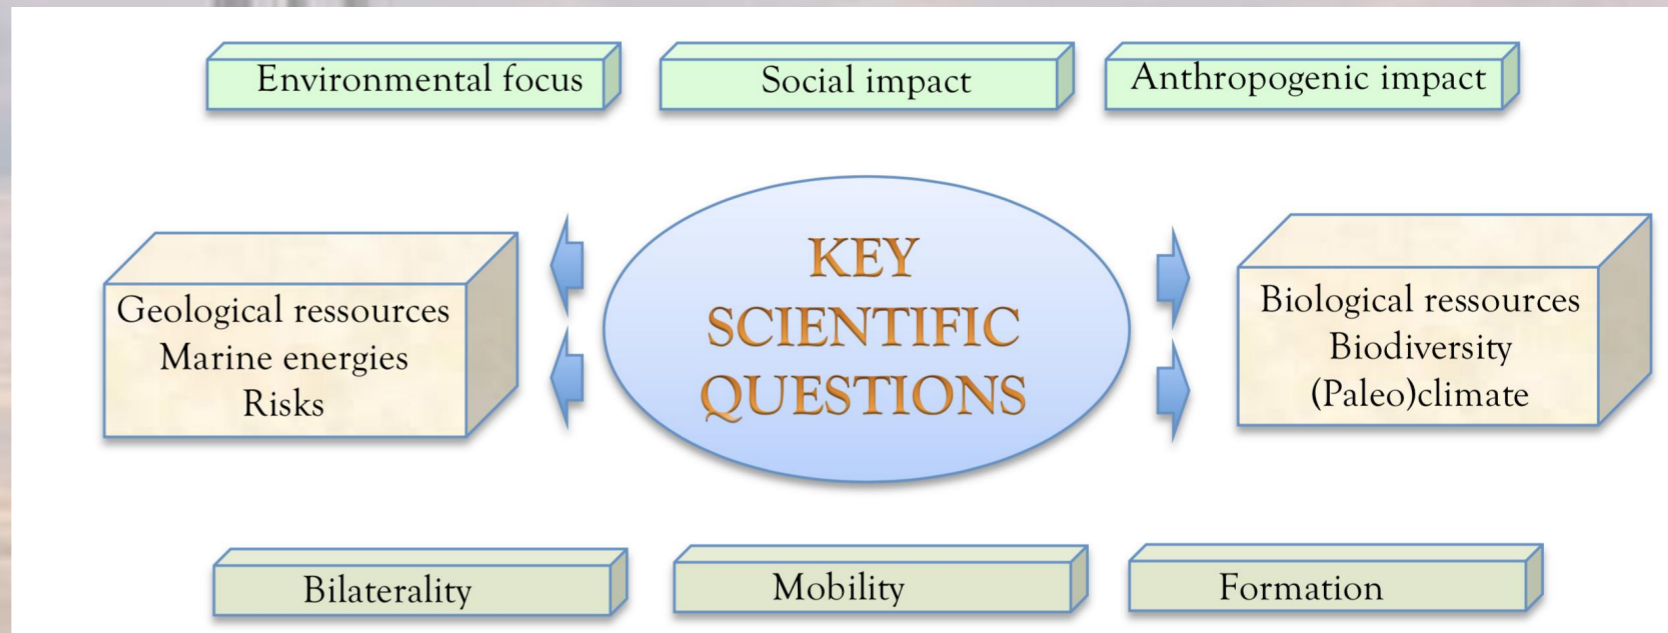 Environmental focus
Social impact
Anthropogenic impact
Geological ressources
Marine energies
Risks
KEY
SCIENTIFIC
QUESTIONS
Biological ressources
Biodiversity
(Paleo)climate
Bilaterality
Mobility
Formation